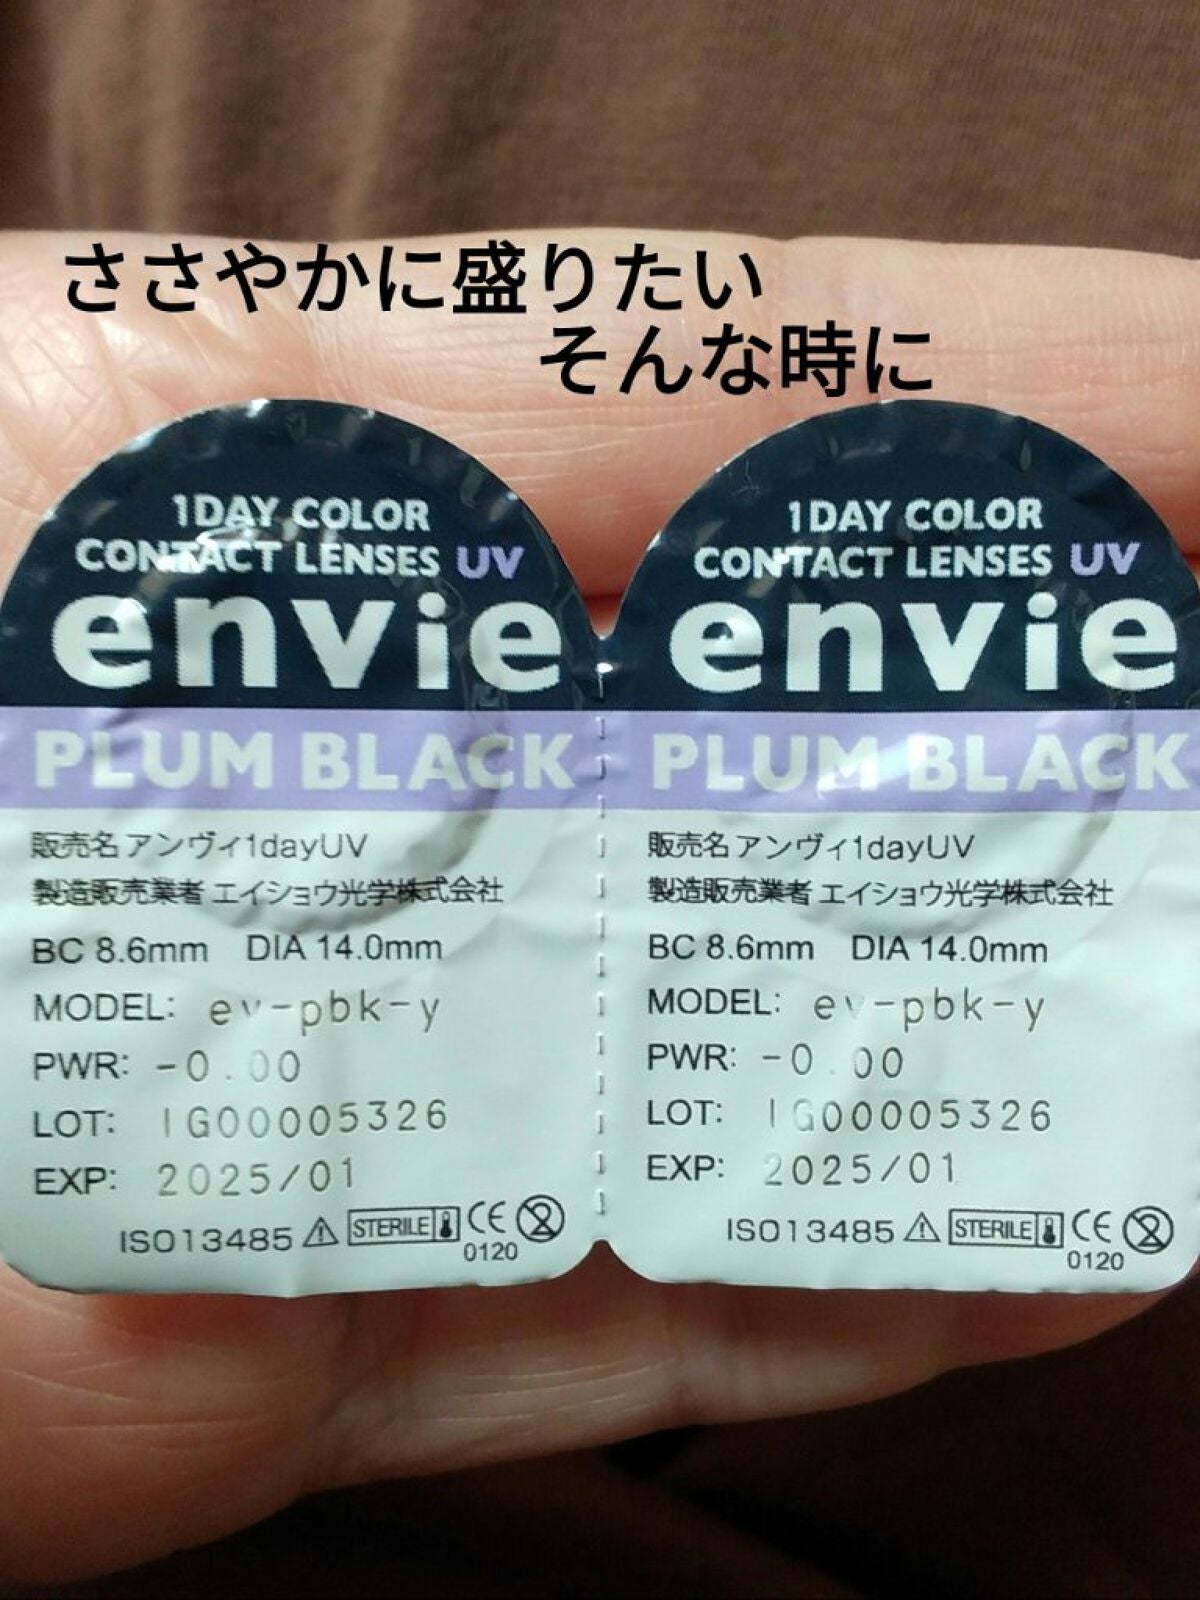 ささやかに盛りたい
そんな時に
1DAY COLOR
CONTACT LENSES UV
envie
PLUM BLACK
販売名 アンヴィ1dayUV
製造販売業者 エイショウ光学株式会社
BC 8.6mm DIA 14.0mm
MODEL: ev-pbk-y
PWR: -0.00
LOT: IG00005326
EXP: 2025/01
ISO13485 STERILE CE 2
0120
1DAY COLOR
CONTACT LENSES UV
envie
PLUM BLACK
販売名 アンヴィ1dayUV
製造販売業者 エイショウ光学株式会社
BC 8.6mm DIA 14.0mm
MODEL: ev-pbk-y
PWR: -0.00
LOT: IG00005326
EXP: 2025/01
ISO13485 STERILE CE 2
0120